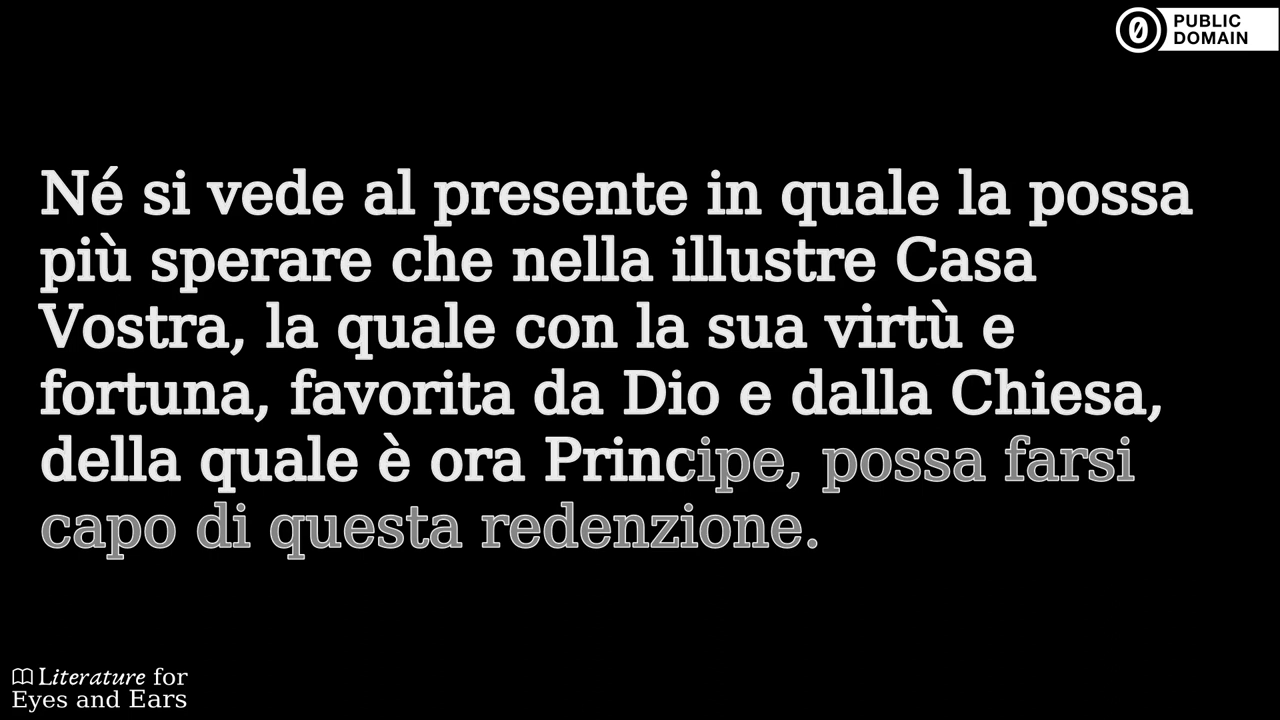 PUBLIC
DOMAIN
Né si vede al presente in quale la possa
più sperare che nella illustre Casa
Vostra, la quale con la sua virtù e
fortuna, favorita da Dio e dalla Chiesa,
della quale è ora Principe, possa farsi
capo di questa redenzione.
Literature for
Eyes and Ears